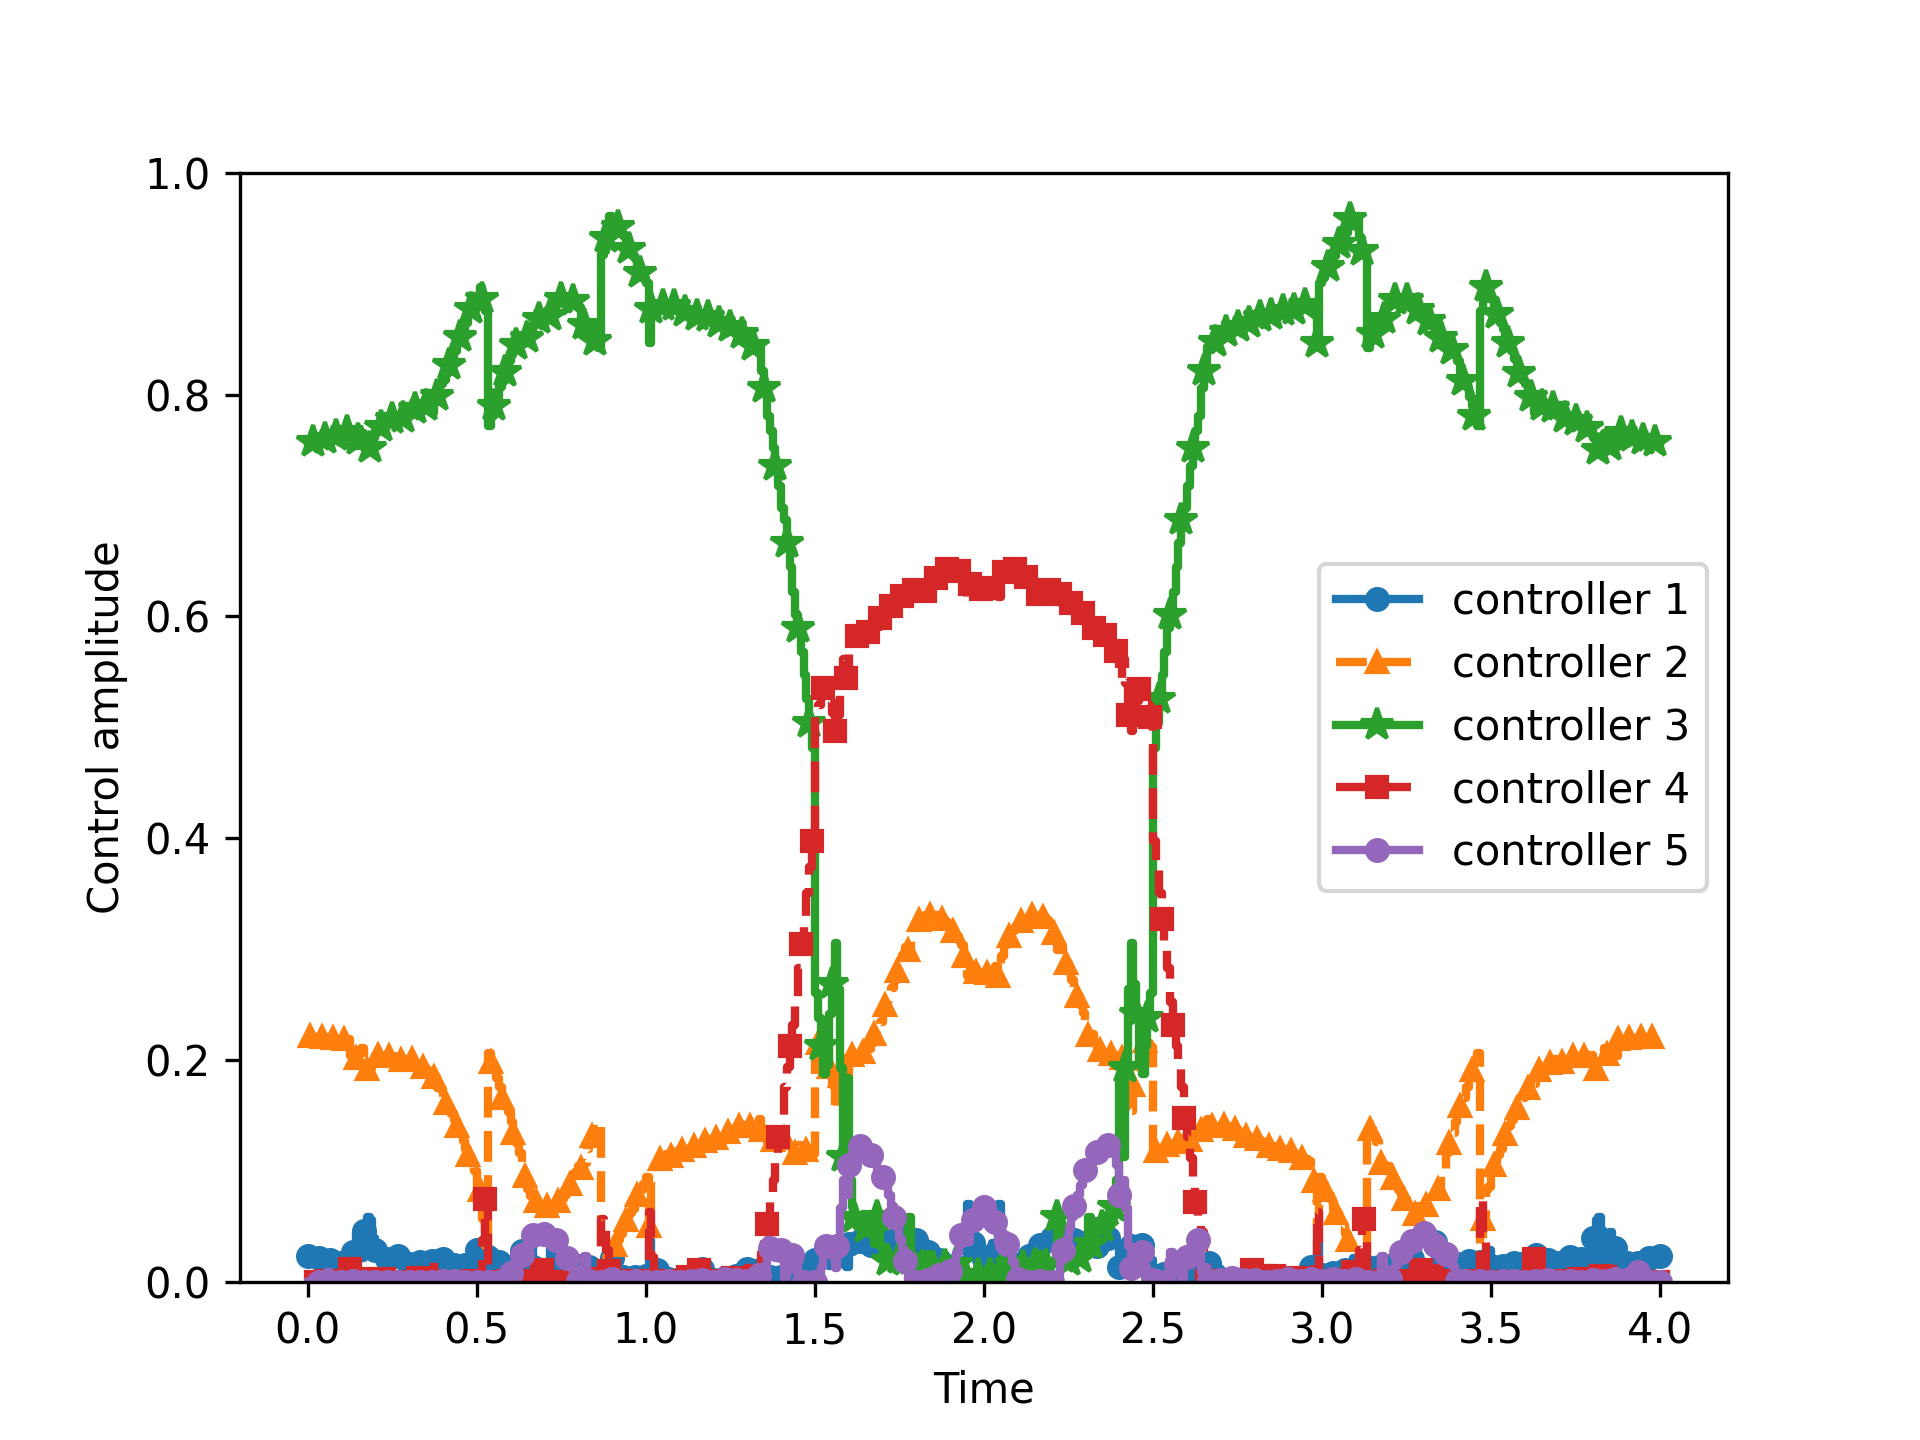 1.0
0.8
0.6
0.4
0.2
0.0
Control amplitude
controller 1
controller 2
controller 3
controller 4
controller 5
0.0 0.5 1.0 1.5 2.0 2.5 3.0 3.5 4.0
Time